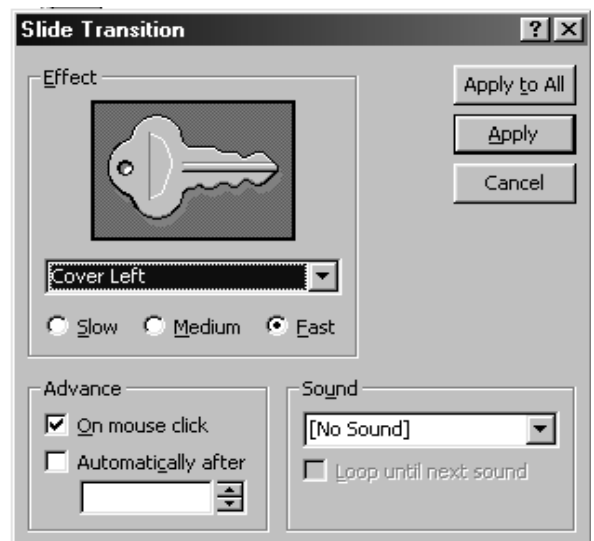 Slide Transition
Effect
Apply to All
Apply
Cancel
Cover Left
Slow Medium Fast
Advance
On mouse click
Automatically after
Sound
[No Sound]
Loop until next sound